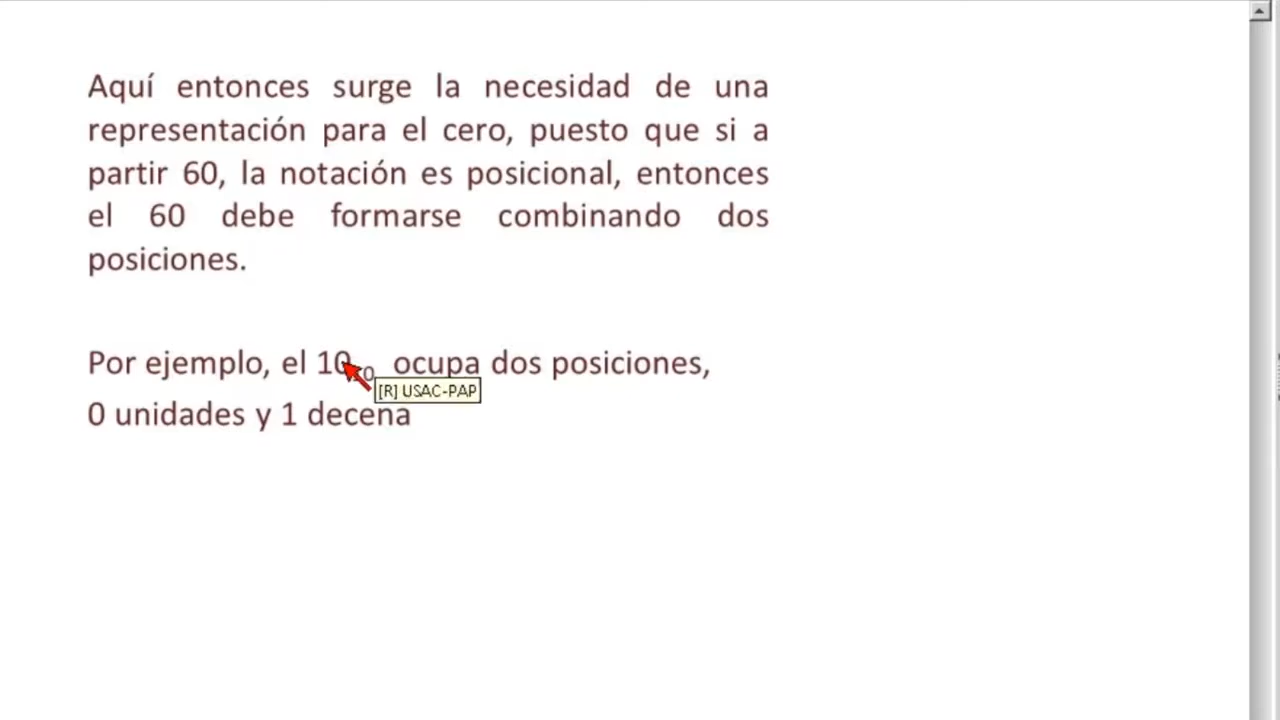 Aquí entonces surge la necesidad de una
representación para el cero, puesto que si a
partir 60, la notación es posicional, entonces
el 60 debe formarse combinando dos
posiciones.
Por ejemplo, el 10₁₀ ocupa dos posiciones,
[R] USAC-PAP
0 unidades y 1 decena